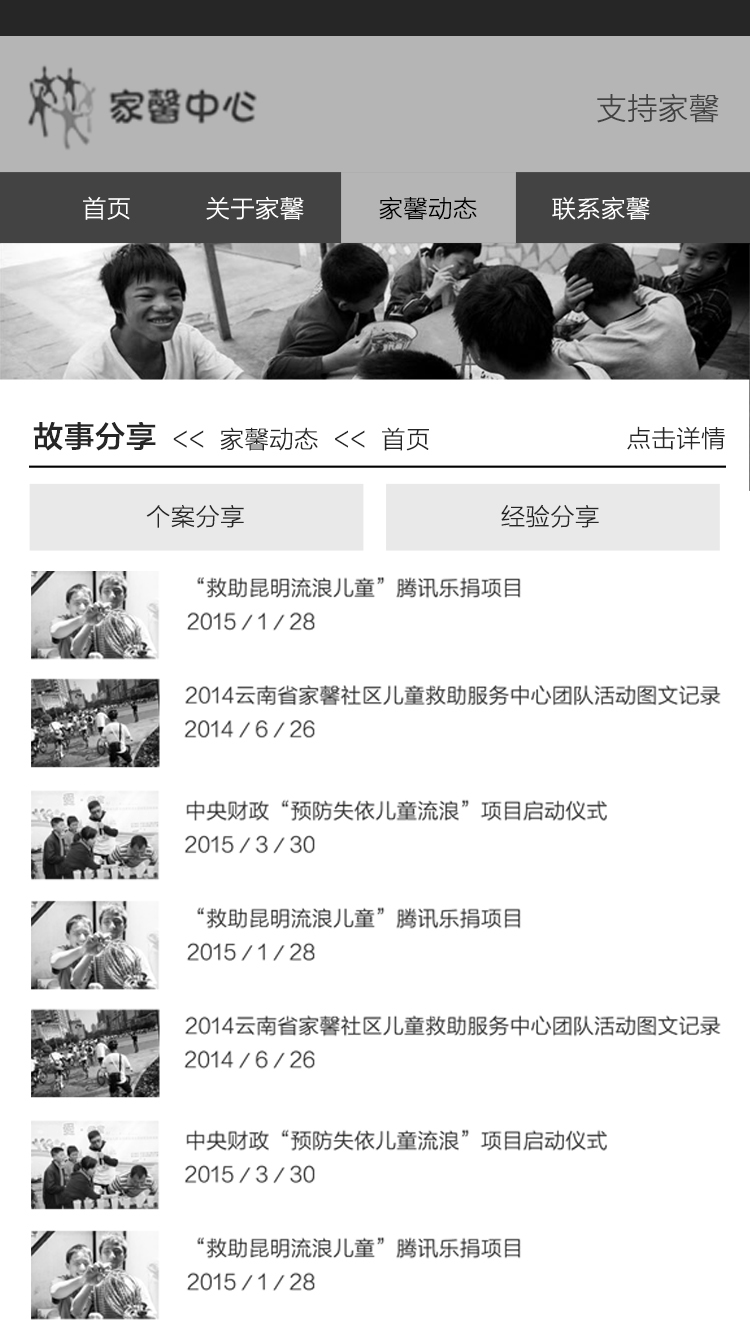 家馨中心
支持家馨
首页 关于家馨 家馨动态 联系家馨
故事分享 << 家馨动态 << 首页 点击详情
个案分享 经验分享
“救助昆明流浪儿童”腾讯乐捐项目
2015 / 1 / 28
2014云南省家馨社区儿童救助服务中心团队活动图文记录
2014 / 6 / 26
中央财政“预防失依儿童流浪”项目启动仪式
2015 / 3 / 30
“救助昆明流浪儿童”腾讯乐捐项目
2015 / 1 / 28
2014云南省家馨社区儿童救助服务中心团队活动图文记录
2014 / 6 / 26
中央财政“预防失依儿童流浪”项目启动仪式
2015 / 3 / 30
“救助昆明流浪儿童”腾讯乐捐项目
2015 / 1 / 28